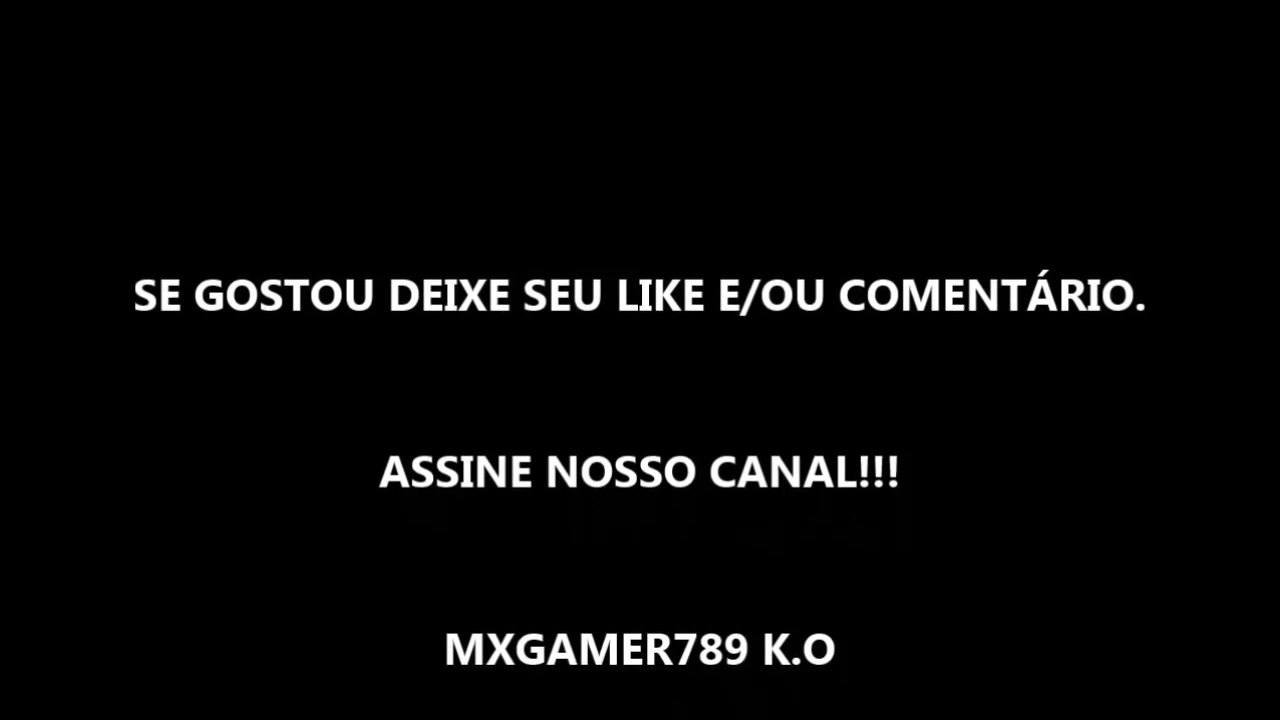 SE GOSTOU DEIXE SEU LIKE E/OU COMENTÁRIO.
ASSINE NOSSO CANAL!!!
MXGAMER789 K.O